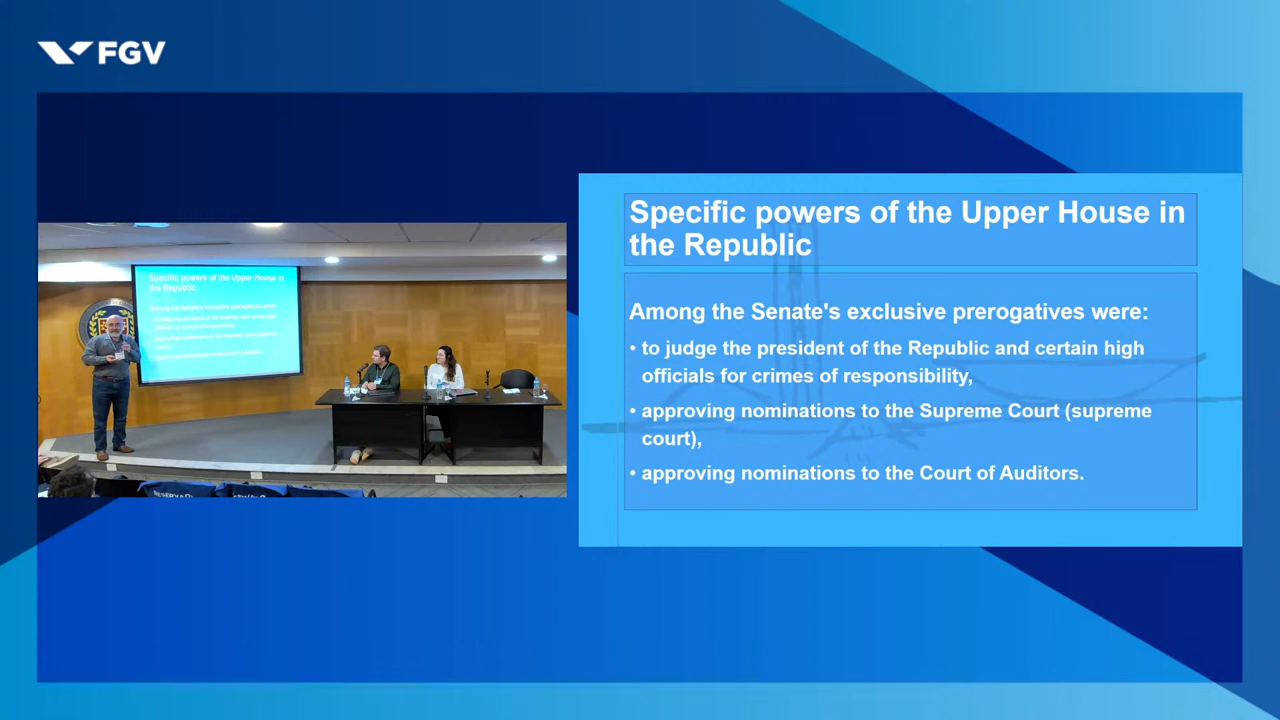 FGV
Specific powers of the Upper House in
the Republic
Among the Senate's exclusive prerogatives were:
• to judge the president of the Republic and certain high
officials for crimes of responsibility,
• approving nominations to the Supreme Court (supreme
court),
• approving nominations to the Court of Auditors.
Specific powers of the Upper House in
the Republic